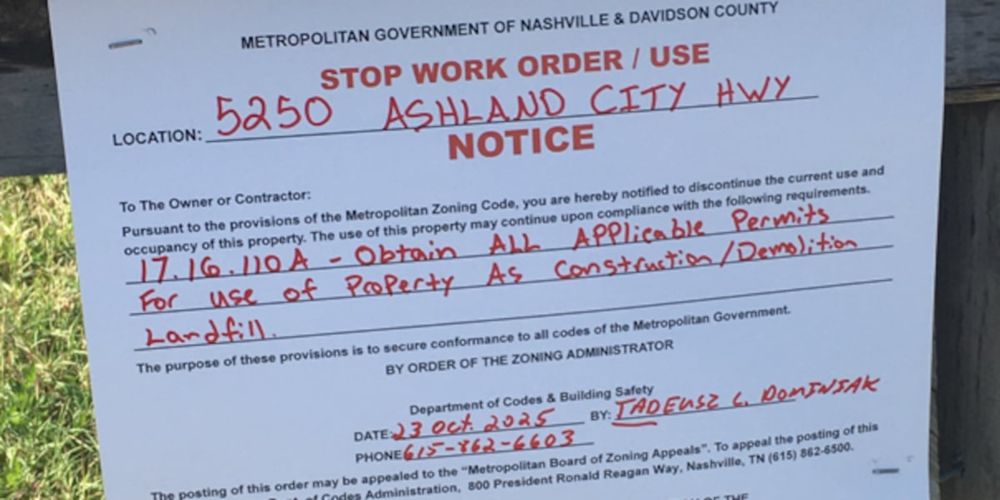 METROPOLITAN GOVERNMENT OF NASHVILLE & DAVIDSON COUNTY
STOP WORK ORDER / USE
LOCATION: 5250 ASHLAND CITY HWY
NOTICE
To The Owner or Contractor:
Pursuant to the provisions of the Metropolitan Zoning Code, you are hereby notified to discontinue the current use and
occupancy of this property. The use of this property may continue upon compliance with the following requirements.
17.16.110A - Obtain ALL APPlicable Permits
For use of Property As Construction/Demolition
Landfill.
The purpose of these provisions is to secure conformance to all codes of the Metropolitan Government.
BY ORDER OF THE ZONING ADMINISTRATOR
Department of Codes & Building Safety
DATE: 23 Oct. 2025 BY: TADEUSZ C. DOMINIAK
PHONE 615-862-6603
The posting of this order may be appealed to the "Metropolitan Board of Zoning Appeals". To appeal the posting of this
of Codes Administration, 800 President Ronald Reagan Way, Nashville, TN (615) 862-6500.
OF THE